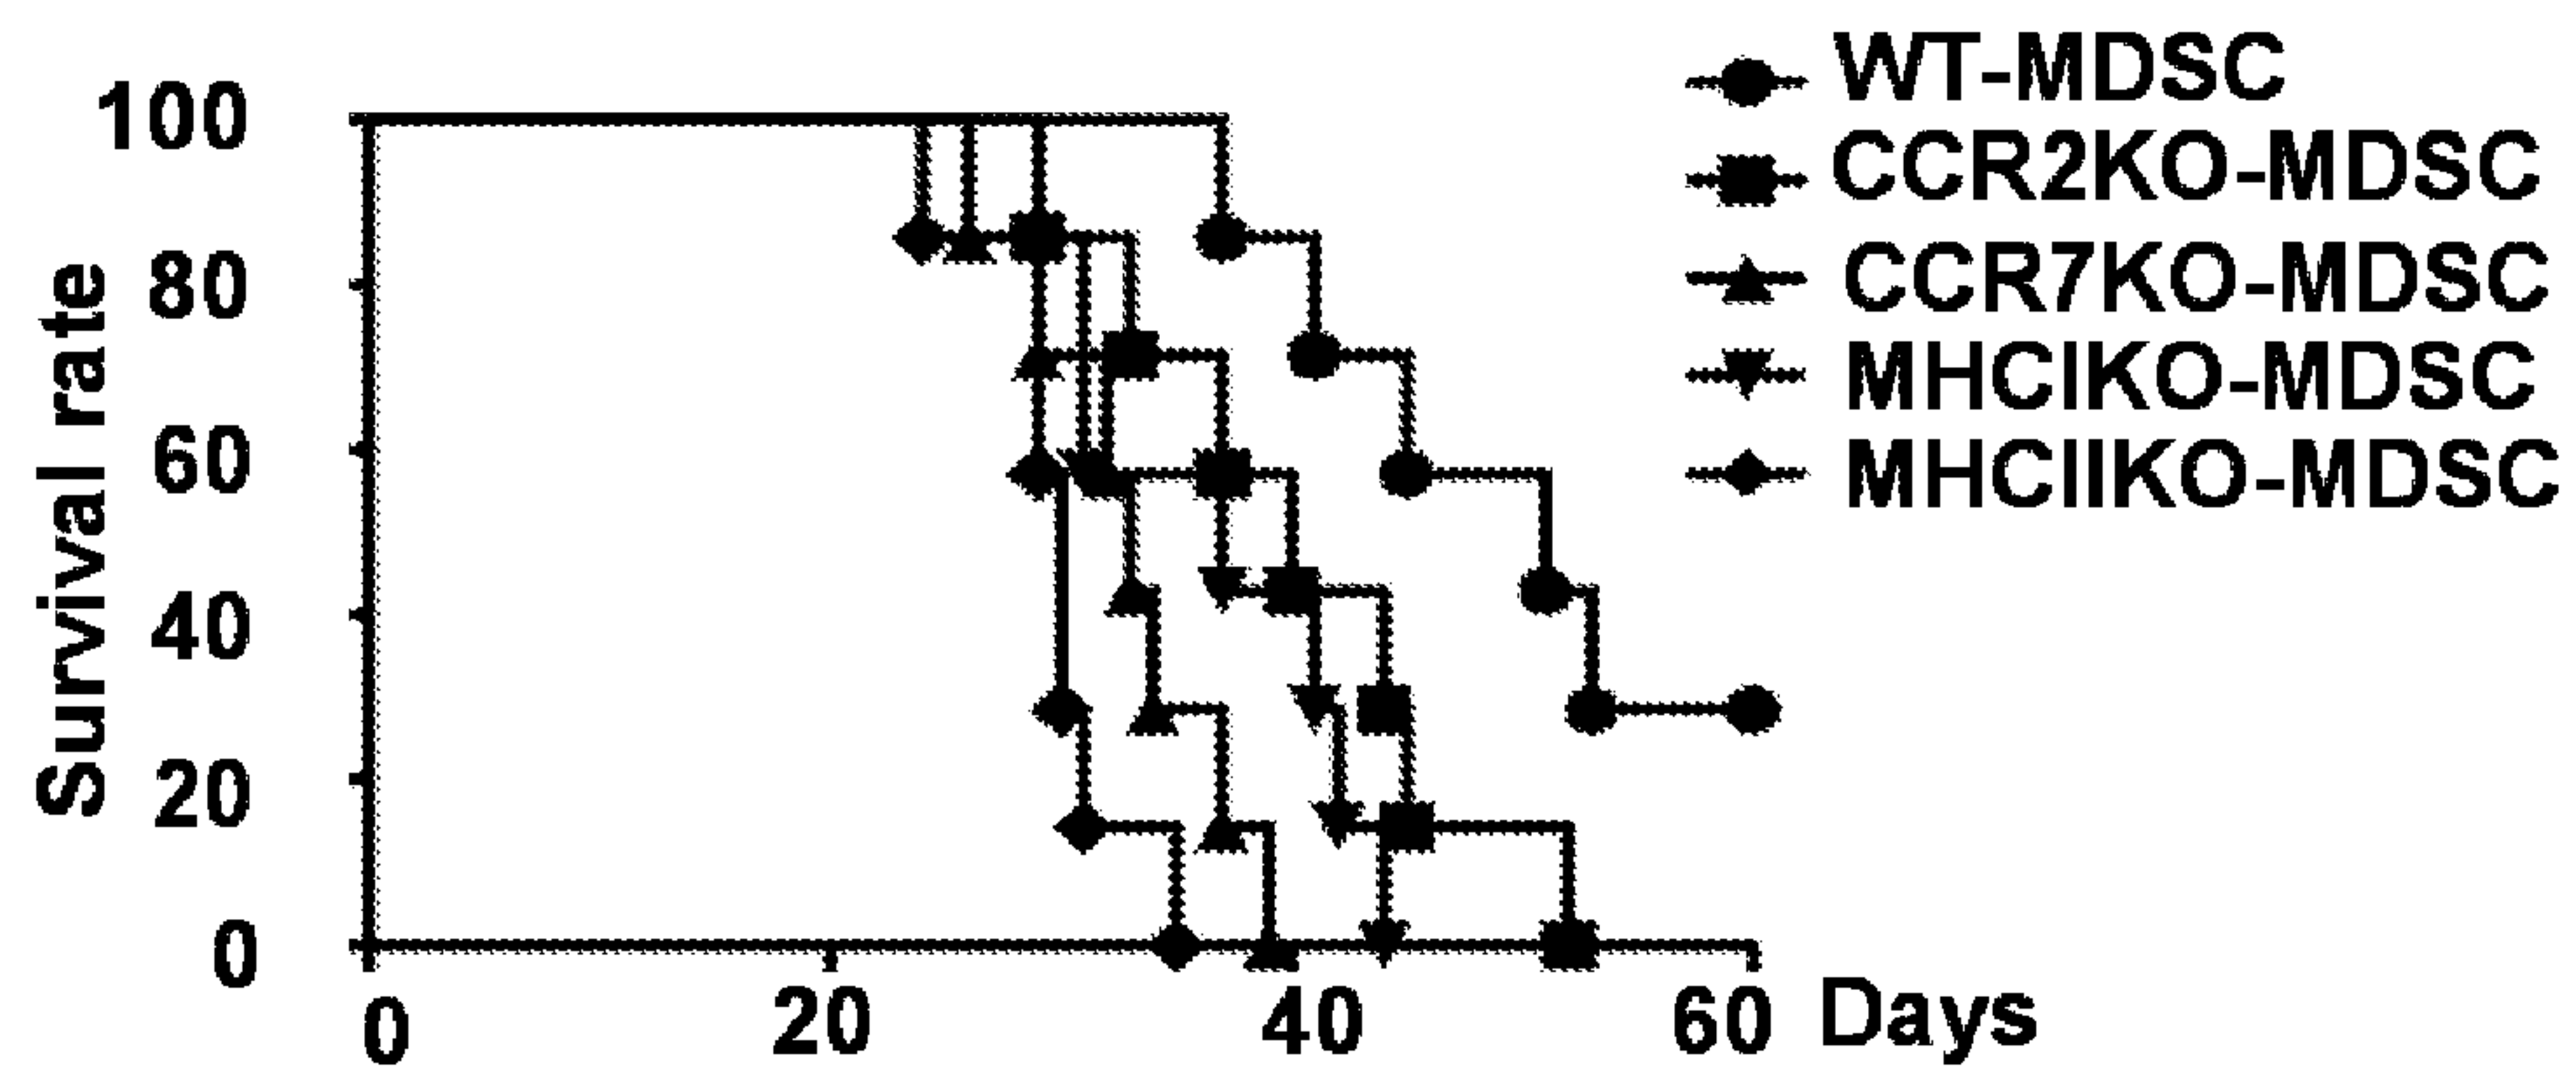 WT-MDSC
CCR2KO-MDSC
CCR7KO-MDSC
MHCIKO-MDSC
MHCIIKO-MDSC
Survival rate
100
80
60
40
20
0
0 20 40 60 Days